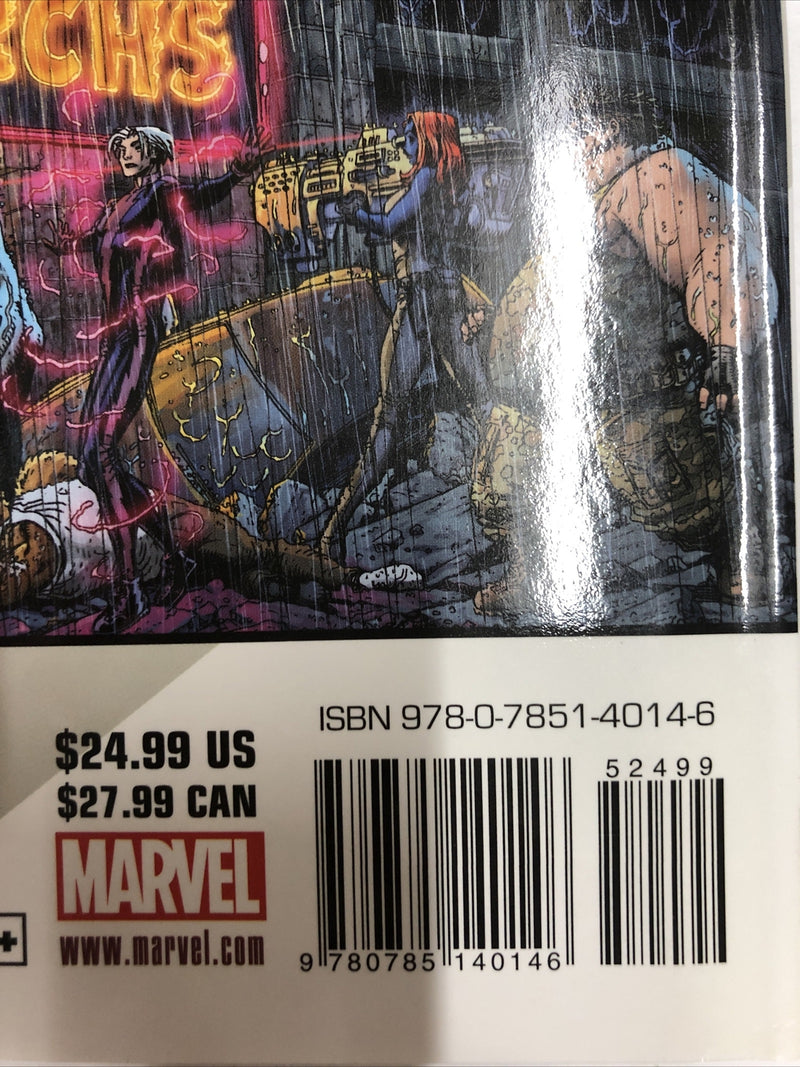 CHS
ISBN 978-0-7851-4014-6
$24.99 US
$27.99 CAN
52499
MARVEL
+
www.marvel.com
9 780785 140146